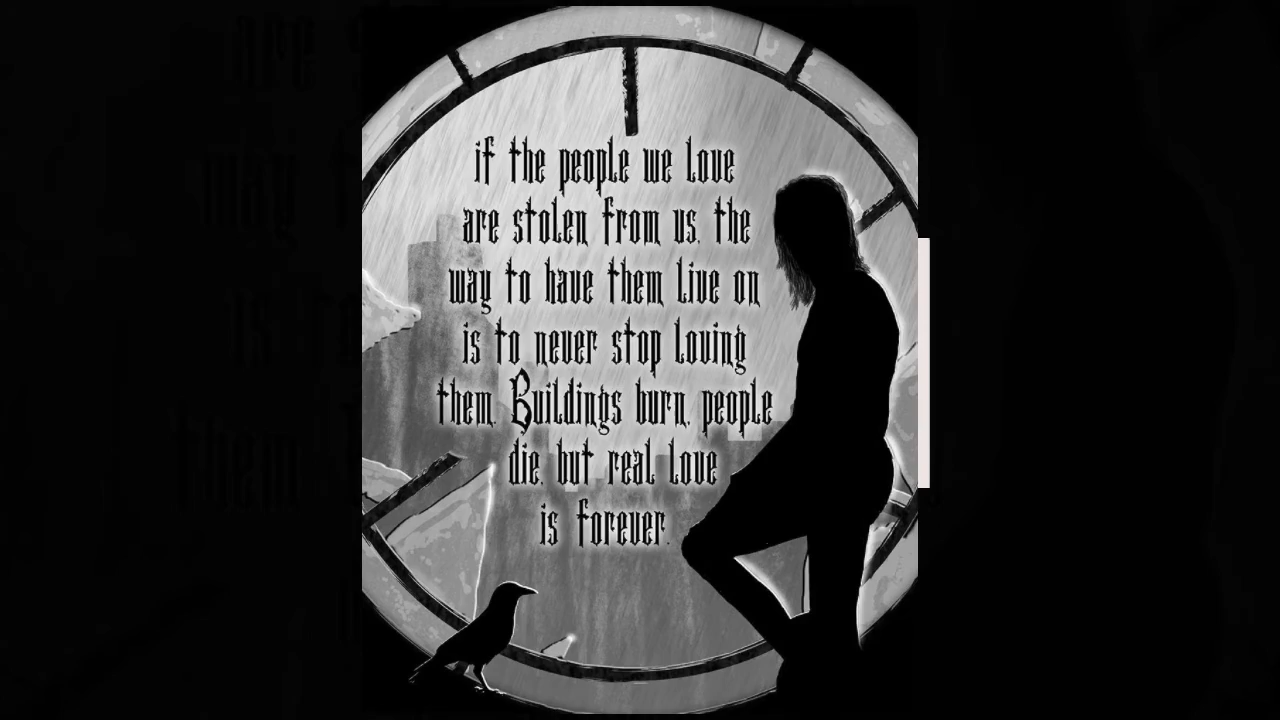 if the people we love
are stolen from us, the
way to have them live on
is to never stop loving
them. Buildings burn, people
die, but real love
is forever.